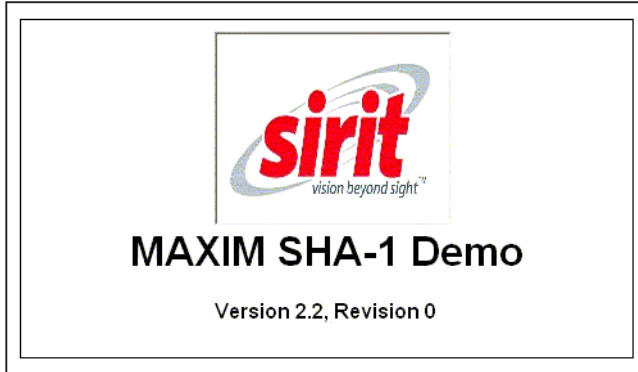 sirit
vision beyond sight™
MAXIM SHA-1 Demo
Version 2.2, Revision 0